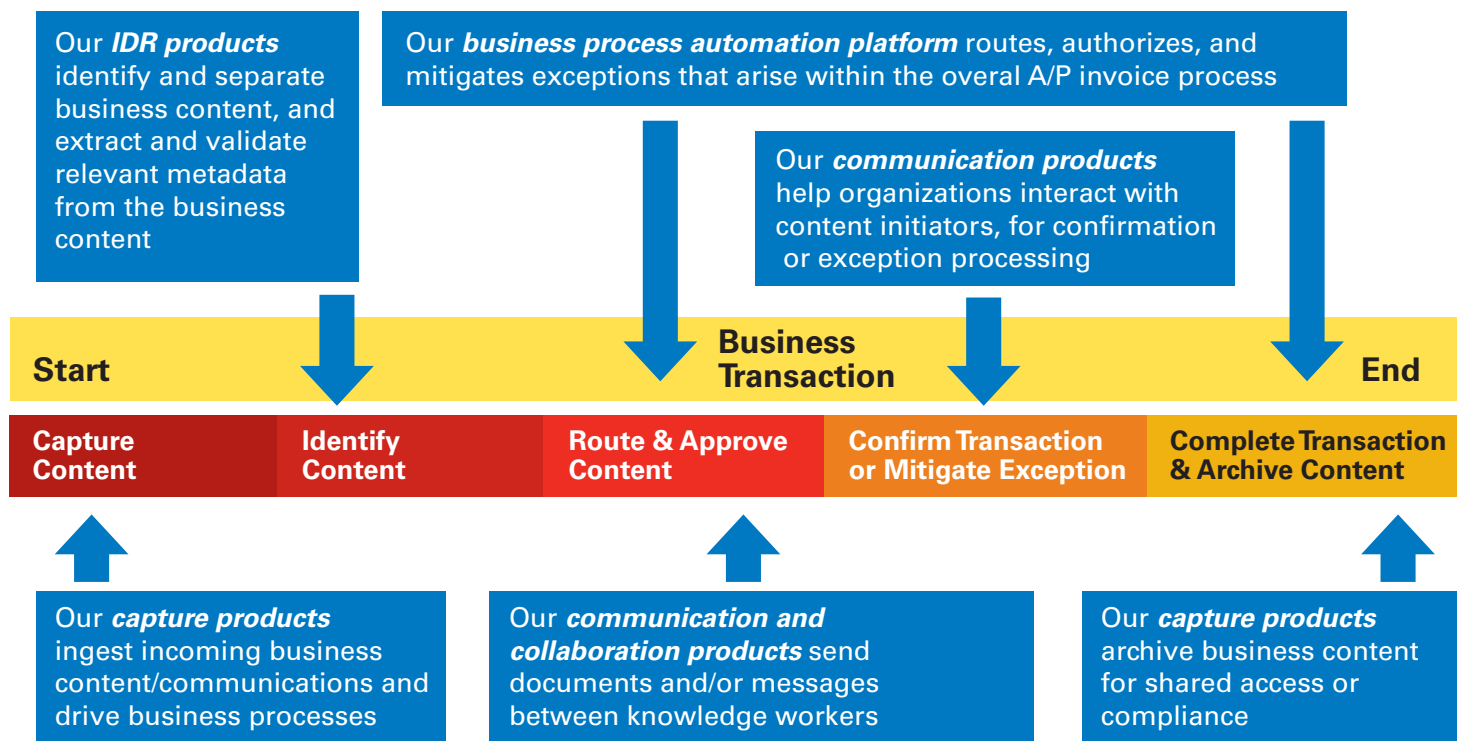 Our IDR products
identify and separate
business content, and
extract and validate
relevant metadata
from the business
content
Our business process automation platform routes, authorizes, and
mitigates exceptions that arise within the overal A/P invoice process
Our communication products
help organizations interact with
content initiators, for confirmation
or exception processing
Start
Business
Transaction
End
Capture
Content
Identify
Content
Route & Approve
Content
Confirm Transaction
or Mitigate Exception
Complete Transaction
& Archive Content
Our capture products
ingest incoming business
content/communications and
drive business processes
Our communication and
collaboration products send
documents and/or messages
between knowledge workers
Our capture products
archive business content
for shared access or
compliance